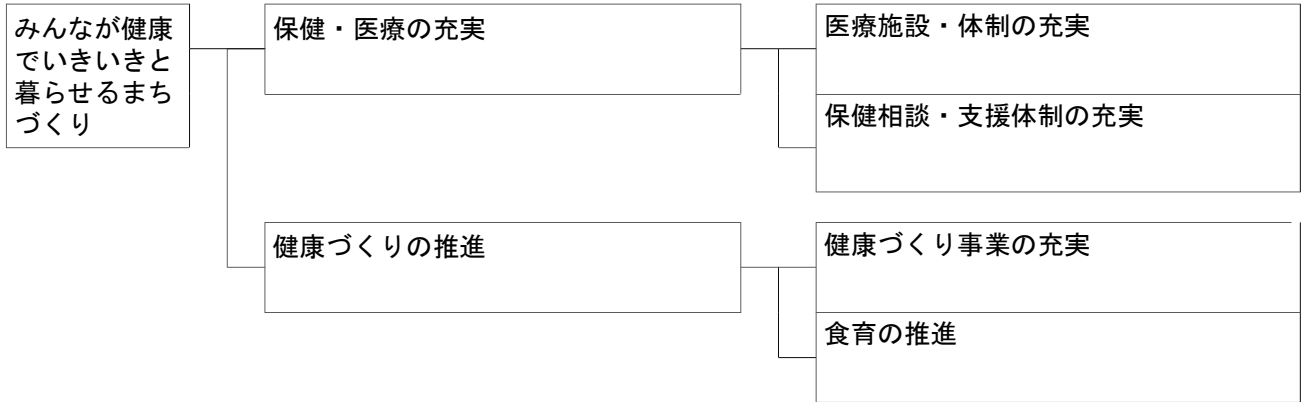 みんなが健康
でいきいきと
暮らせるまち
づくり
保健・医療の充実
医療施設・体制の充実
保健相談・支援体制の充実
健康づくりの推進
健康づくり事業の充実
食育の推進